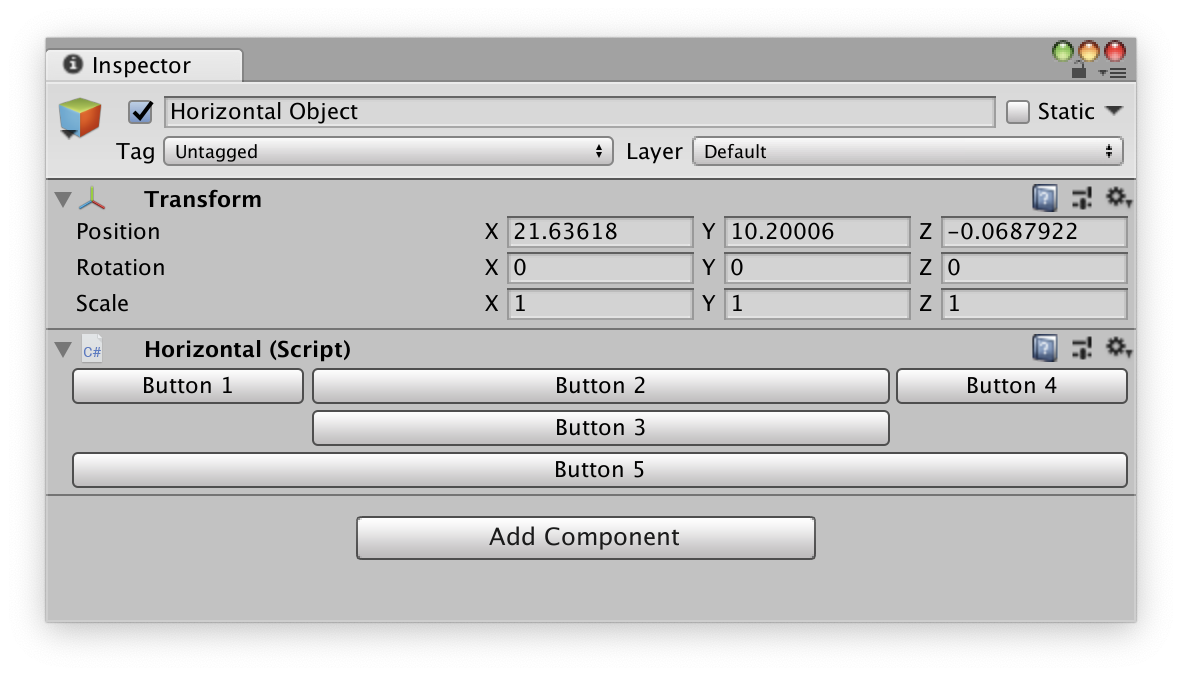 Inspector
Horizontal Object Static
Tag Untagged Layer Default
Transform
Position X 21.63618 Y 10.20006 Z -0.0687922
Rotation X 0 Y 0 Z 0
Scale X 1 Y 1 Z 1
C# Horizontal (Script)
Button 1 Button 2 Button 4
Button 3
Button 5
Add Component